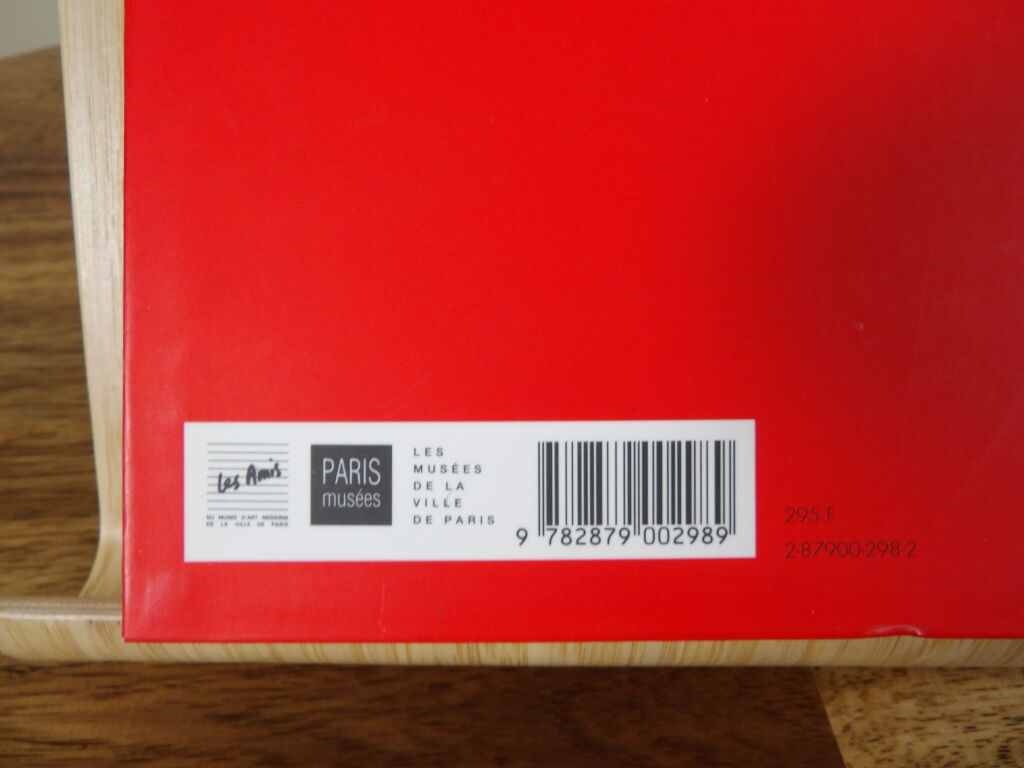 Les Amis
DU MUSEE D'ART MODERNE
DE LA VILLE DE PARIS
PARIS
musées
LES
MUSÉES
DE LA
VILLE
DE PARIS
9 782879 002989
295 F
2-87900-298-2